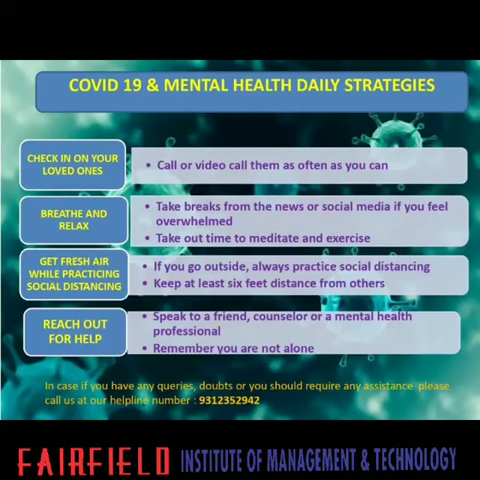 COVID 19 & MENTAL HEALTH DAILY STRATEGIES
CHECK IN ON YOUR
LOVED ONES
• Call or video call them as often as you can
BREATHE AND
RELAX
• Take breaks from the news or social media if you feel
overwhelmed
• Take out time to meditate and exercise
GET FRESH AIR
WHILE PRACTICING
SOCIAL DISTANCING
• If you go outside, always practice social distancing
• Keep at least six feet distance from others
REACH OUT
FOR HELP
• Speak to a friend, counselor or a mental health
professional
• Remember you are not alone
In case if you have any queries, doubts or you should require any assistance please
call us at our helpline number : 9312352942
FAIRFIELD INSTITUTE OF MANAGEMENT & TECHNOLOGY